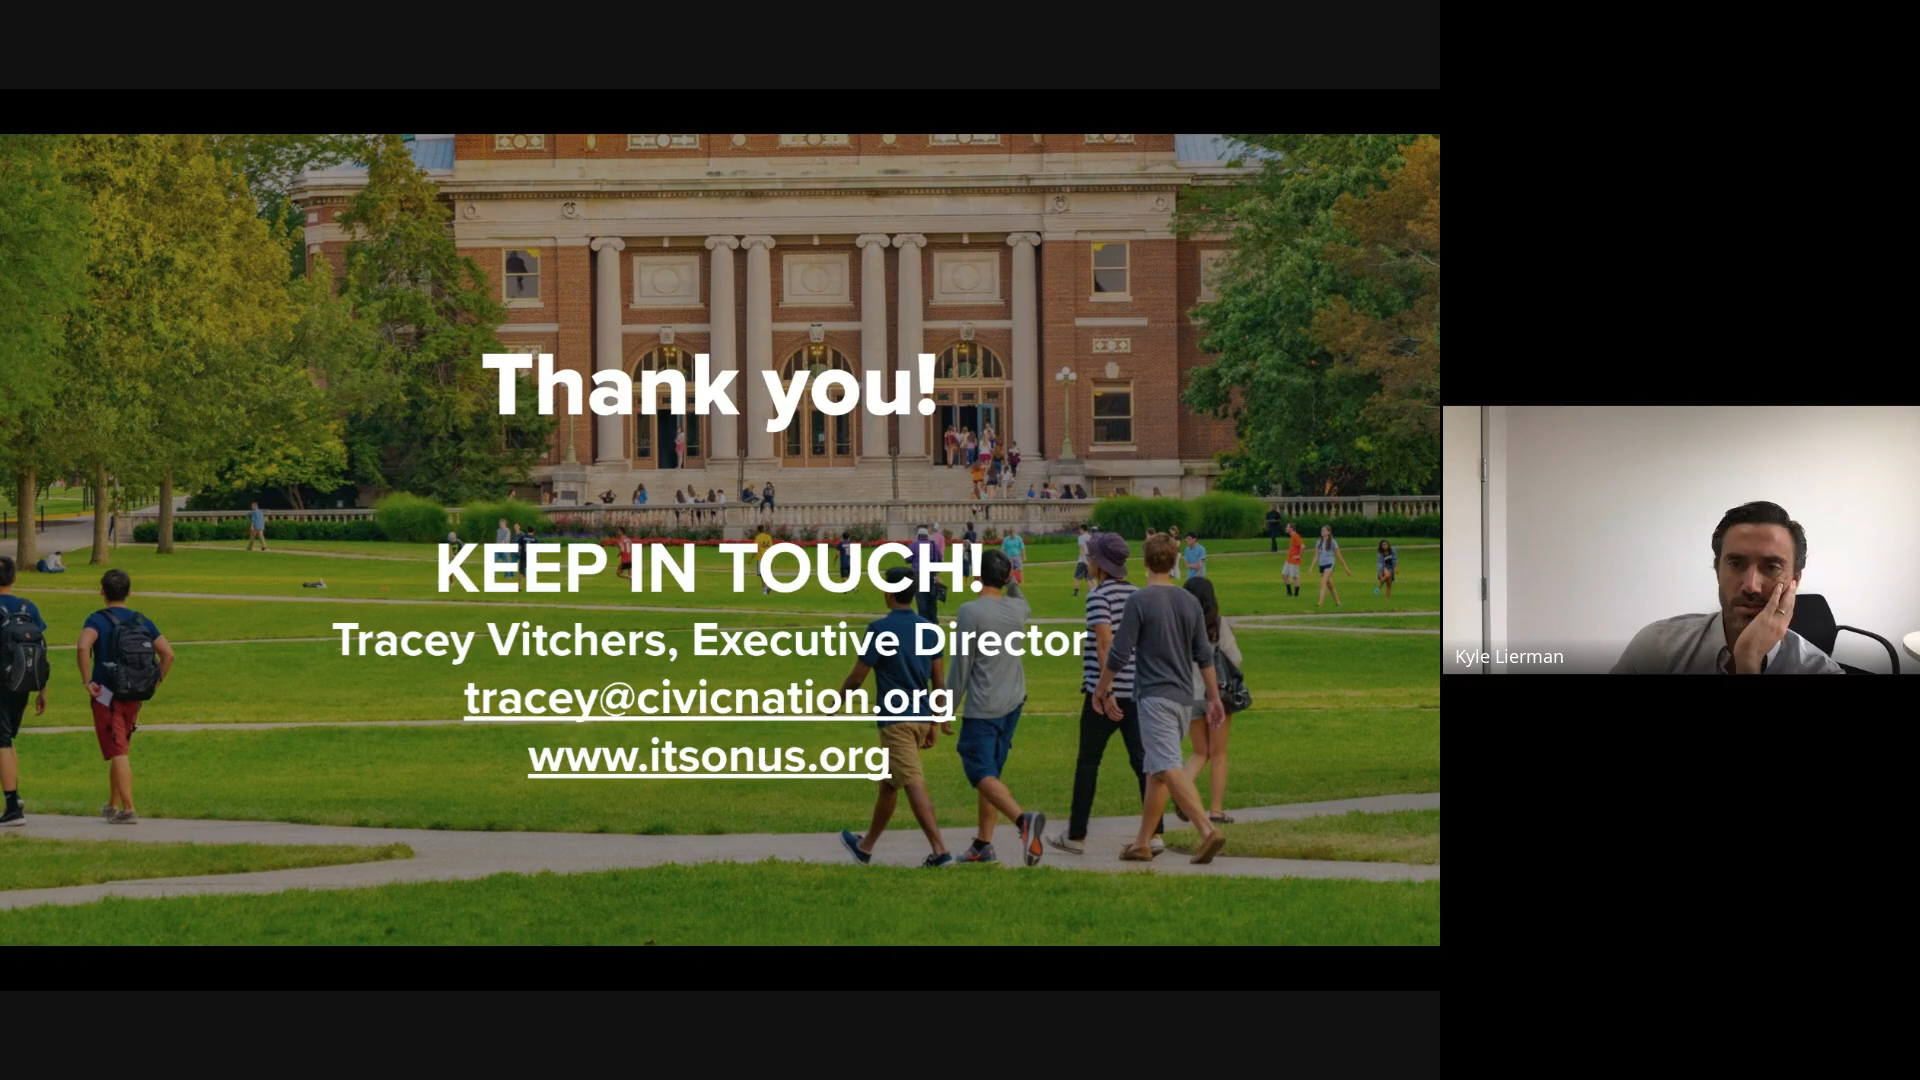 Thank you!
KEEP IN TOUCH!
Tracey Vitchers, Executive Director
tracey@civicnation.org
www.itsonus.org
Kyle Lierman